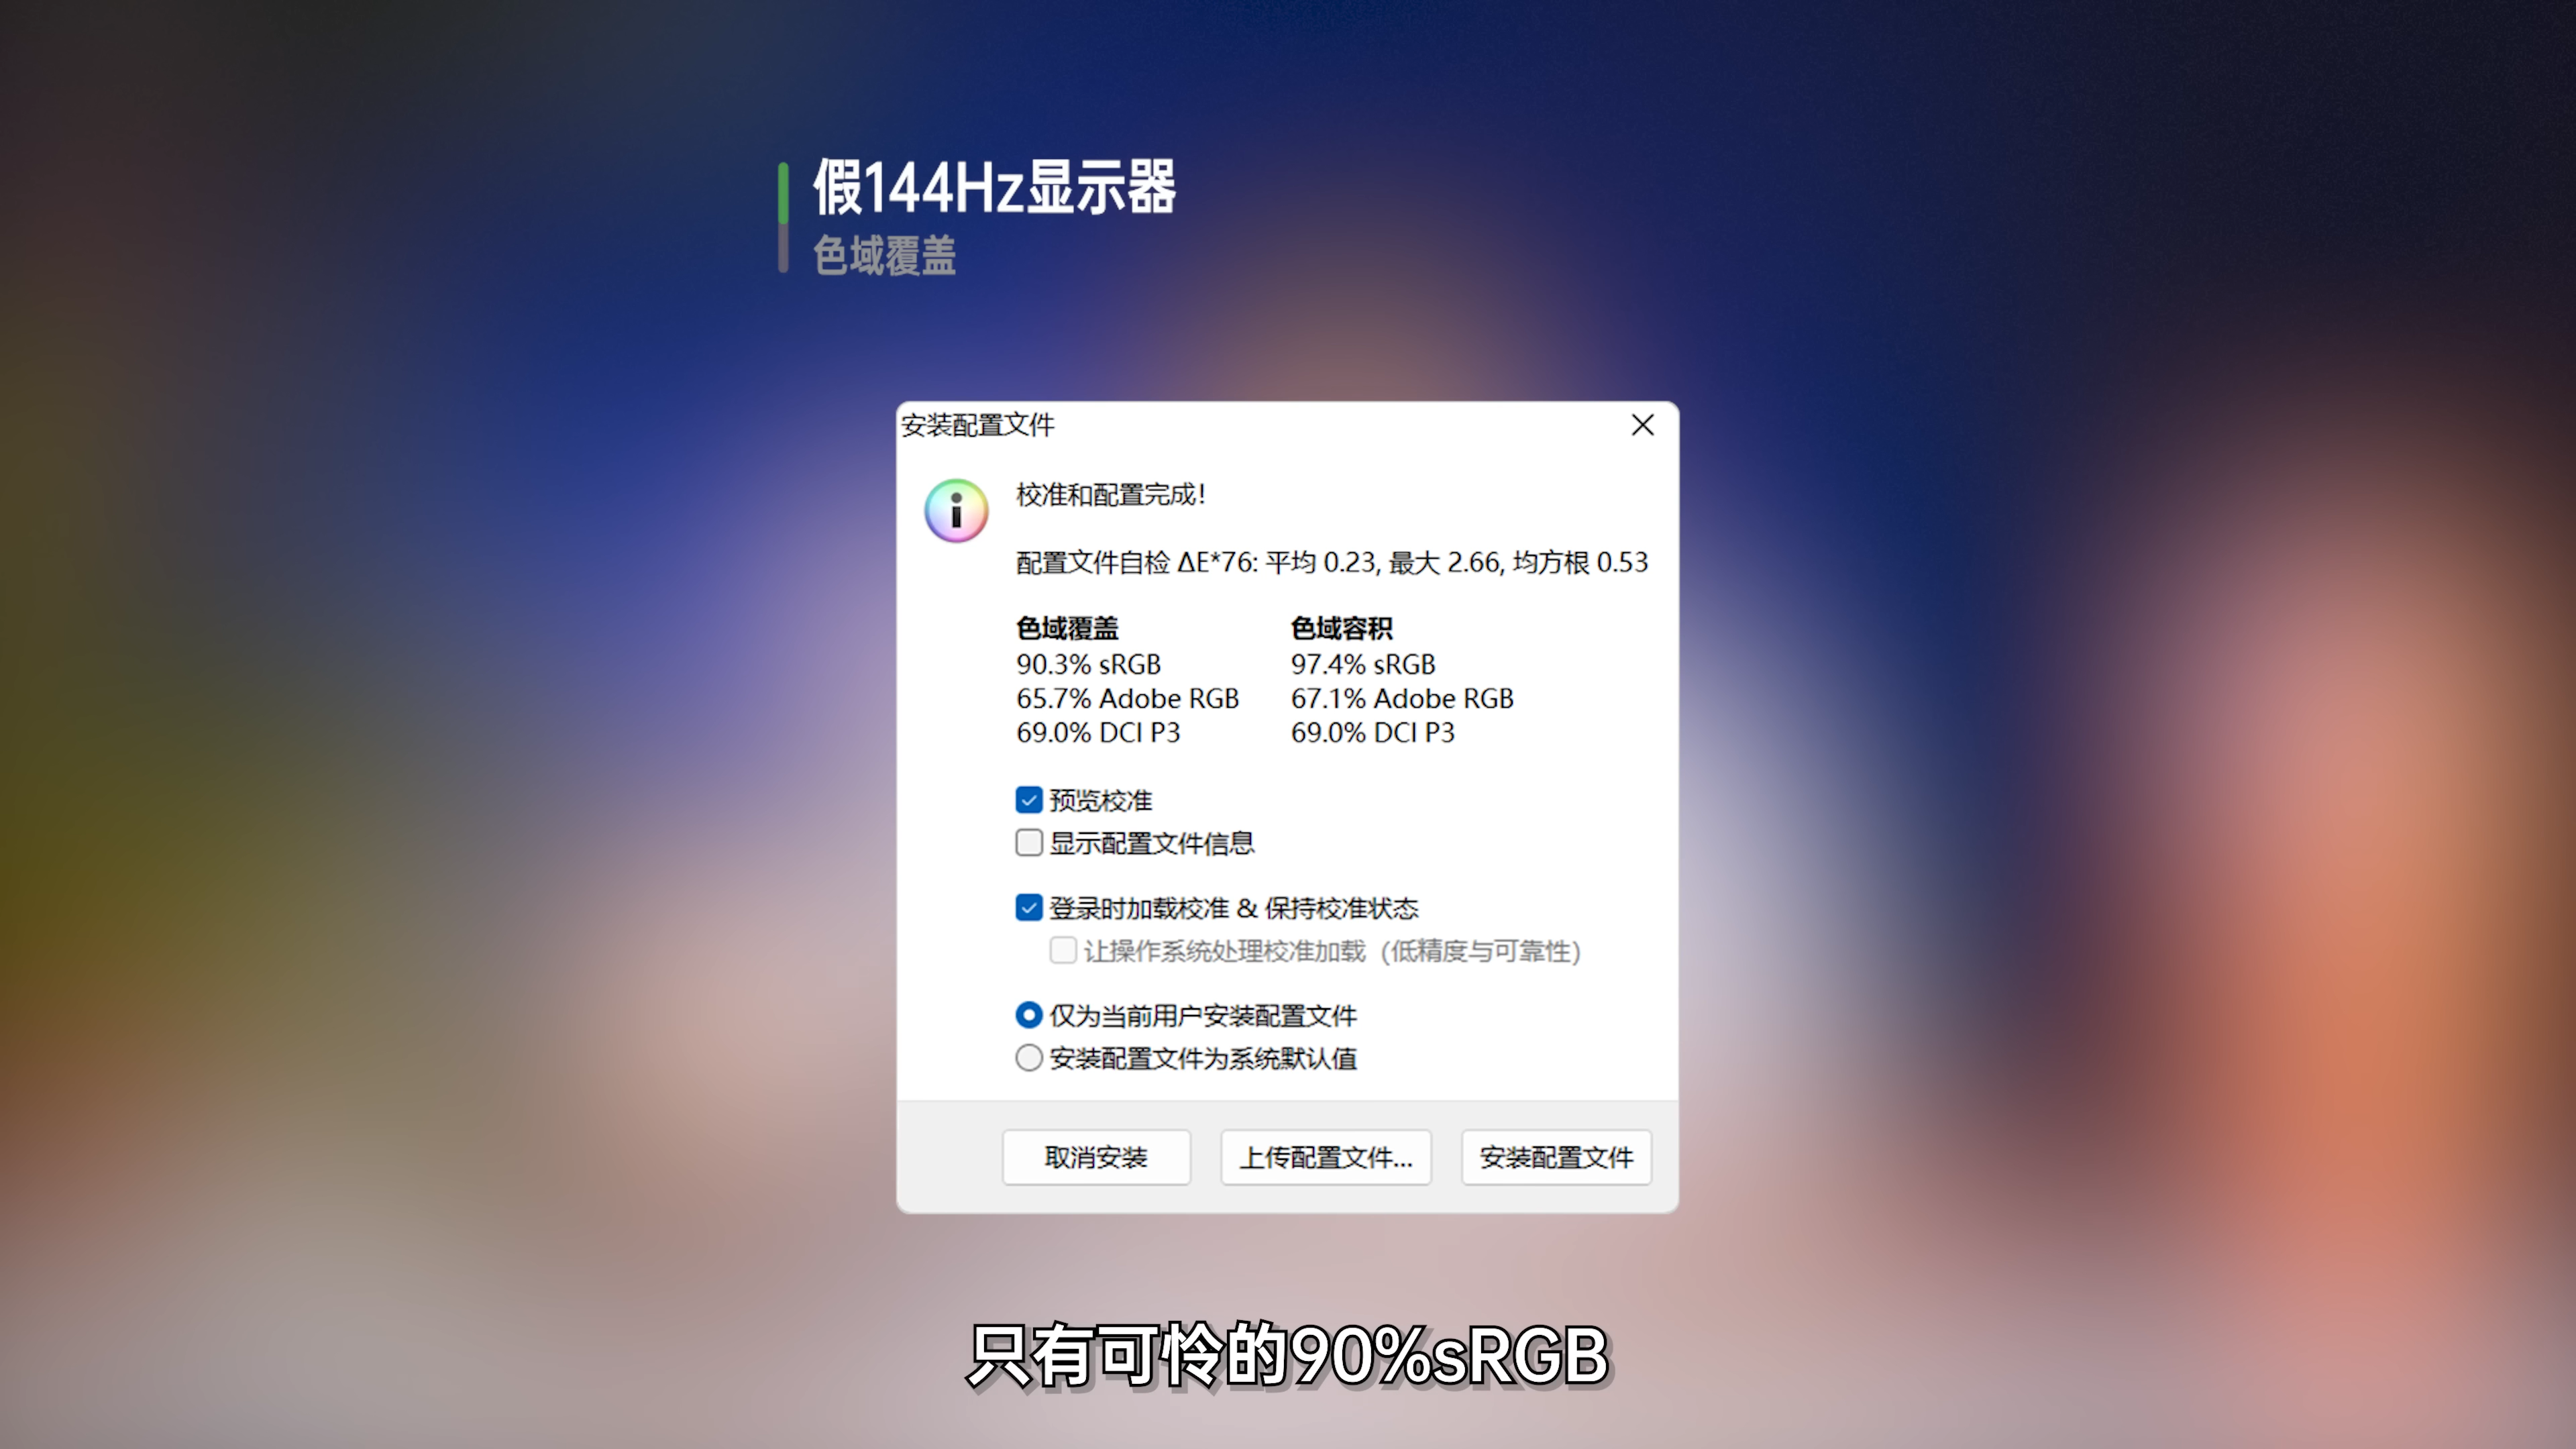 假144Hz显示器
色域覆盖
安装配置文件
校准和配置完成!
配置文件自检 ΔE*76: 平均 0.23, 最大 2.66, 均方根 0.53
色域覆盖 色域容积
90.3% sRGB 97.4% sRGB
65.7% Adobe RGB 67.1% Adobe RGB
69.0% DCI P3 69.0% DCI P3
预览校准
显示配置文件信息
登录时加载校准 & 保持校准状态
让操作系统处理校准加载 (低精度与可靠性)
仅为当前用户安装配置文件
安装配置文件为系统默认值
取消安装 上传配置文件... 安装配置文件
只有可怜的90%sRGB